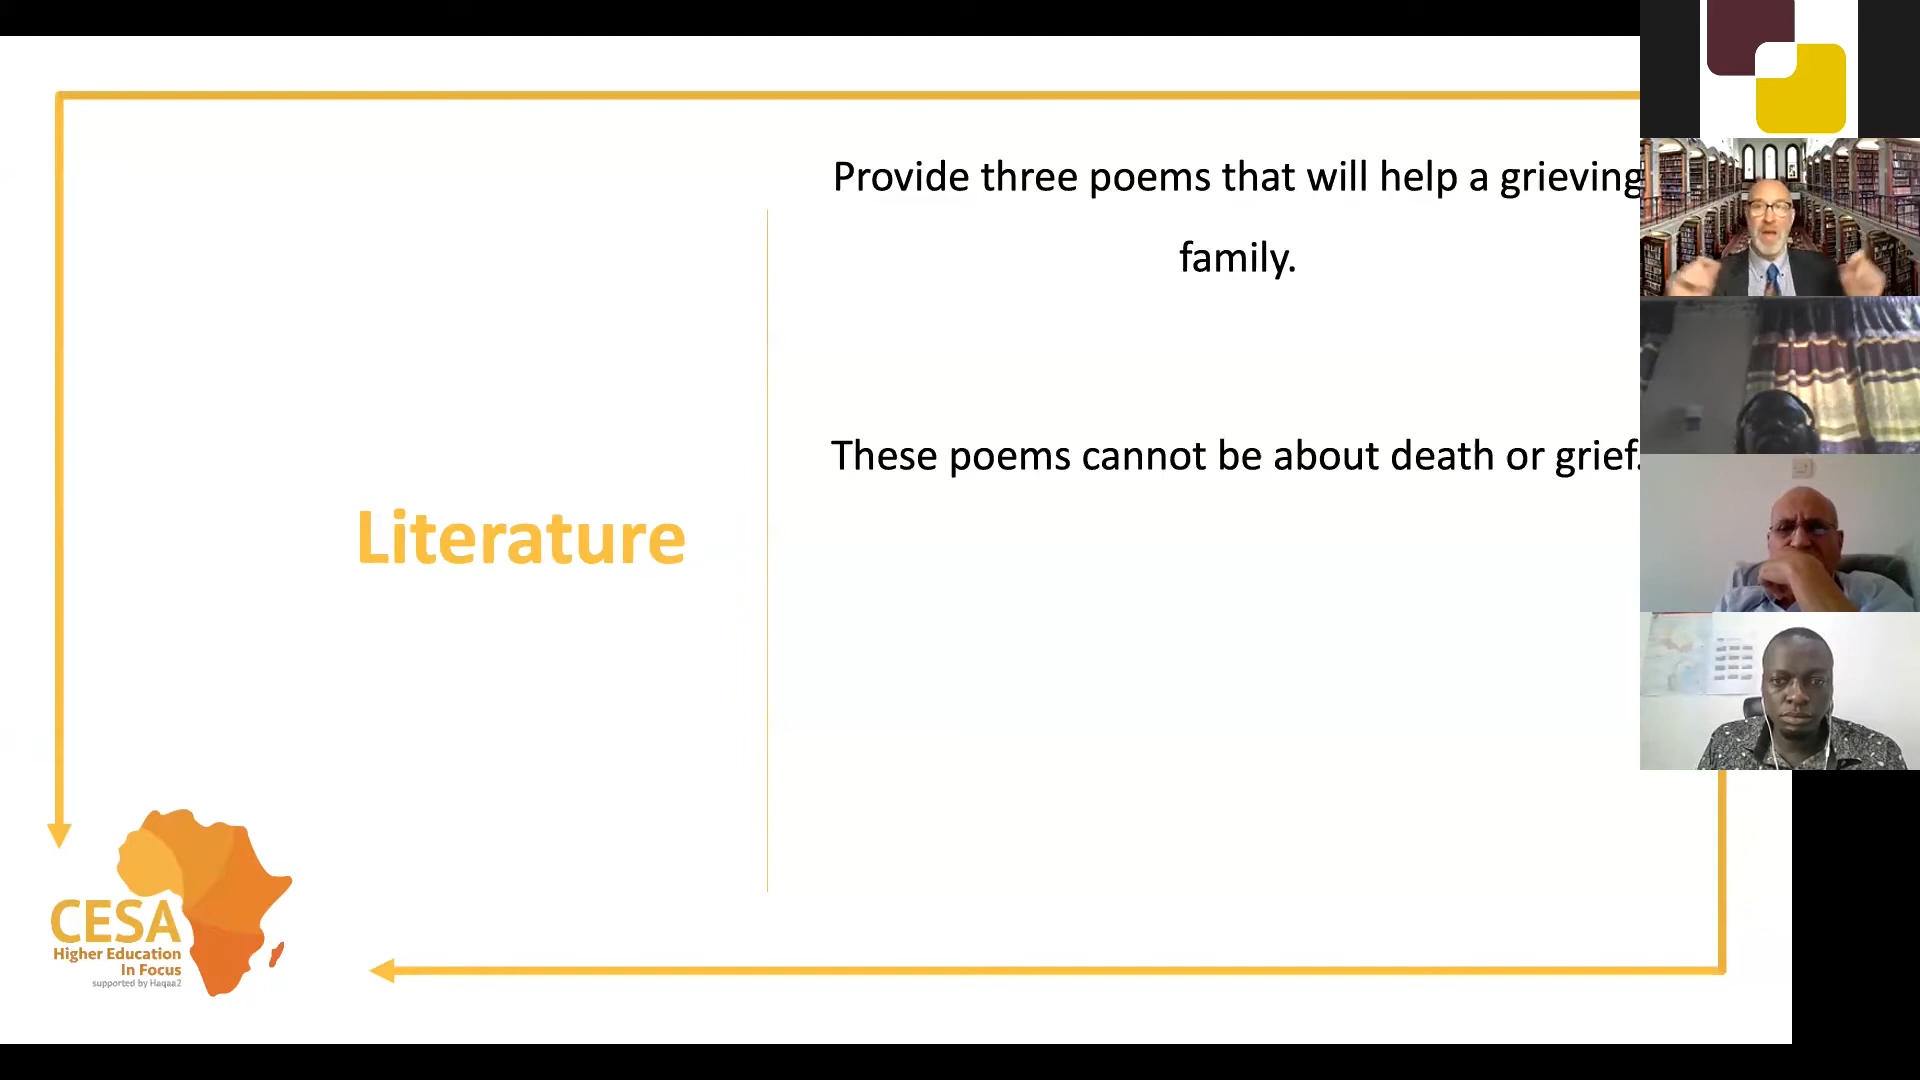 Provide three poems that will help a grieving
family.
These poems cannot be about death or grief.
Literature
CESA
Higher Education
In Focus
supported by Haqaa2